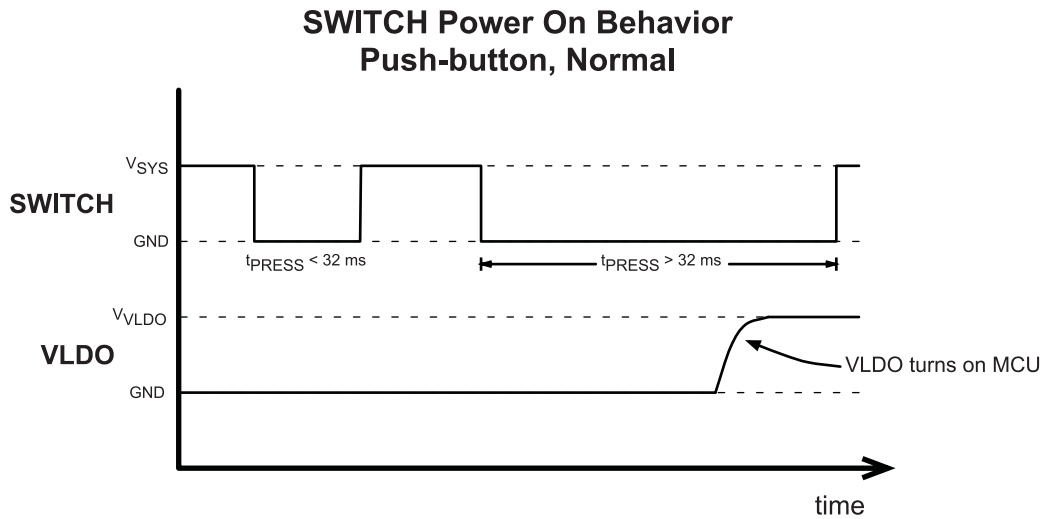 SWITCH Power On Behavior
Push-button, Normal
VSYS
SWITCH
GND
tPRESS < 32 ms
tPRESS > 32 ms
VVLDO
VLDO
VLDO turns on MCU
GND
time